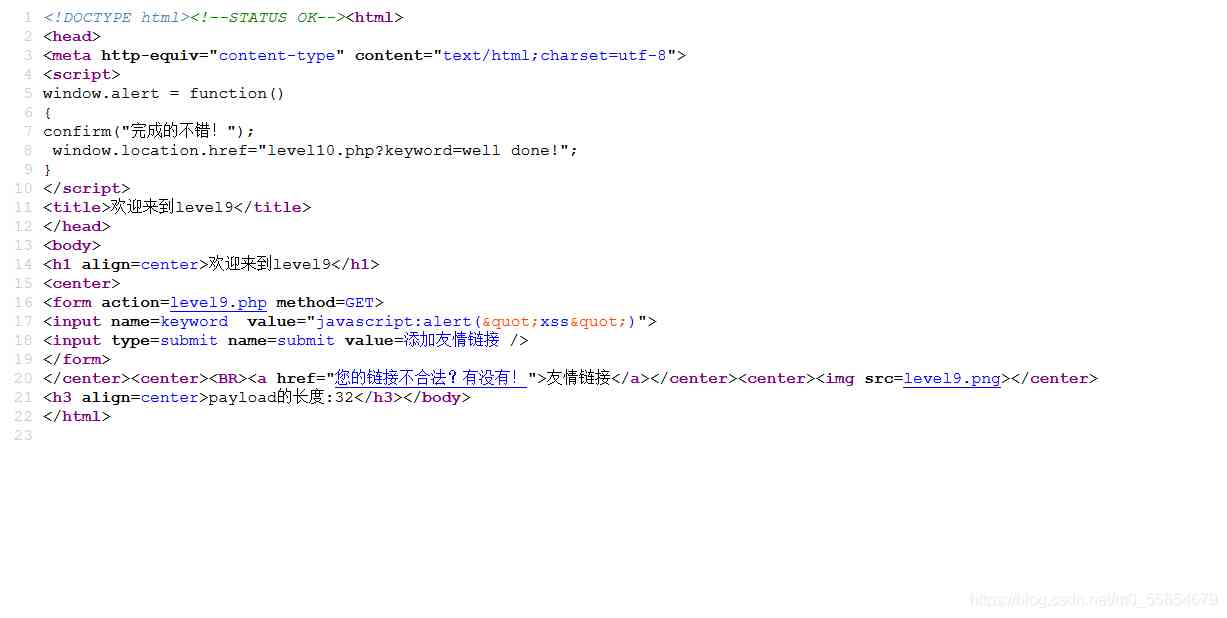 1 <!DOCTYPE html><!--STATUS OK--><html>
2 <head>
3 <meta http-equiv="content-type" content="text/html;charset=utf-8">
4 <script>
5 window.alert = function()
6 {
7 confirm("完成的不错！");
8  window.location.href="level10.php?keyword=well done!";
9 }
10 </script>
11 <title>欢迎来到level9</title>
12 </head>
13 <body>
14 <h1 align=center>欢迎来到level9</h1>
15 <center>
16 <form action=level9.php method=GET>
17 <input name=keyword  value="javascript:alert(&quot;xss&quot;)">
18 <input type=submit name=submit value=添加友情链接 />
19 </form>
20 </center><center><BR><a href="您的链接不合法？有没有！">友情链接</a></center><center><img src=level9.png></center>
21 <h3 align=center>payload的长度:32</h3></body>
22 </html>
23
https://blog.csdn.net/m0_55854679